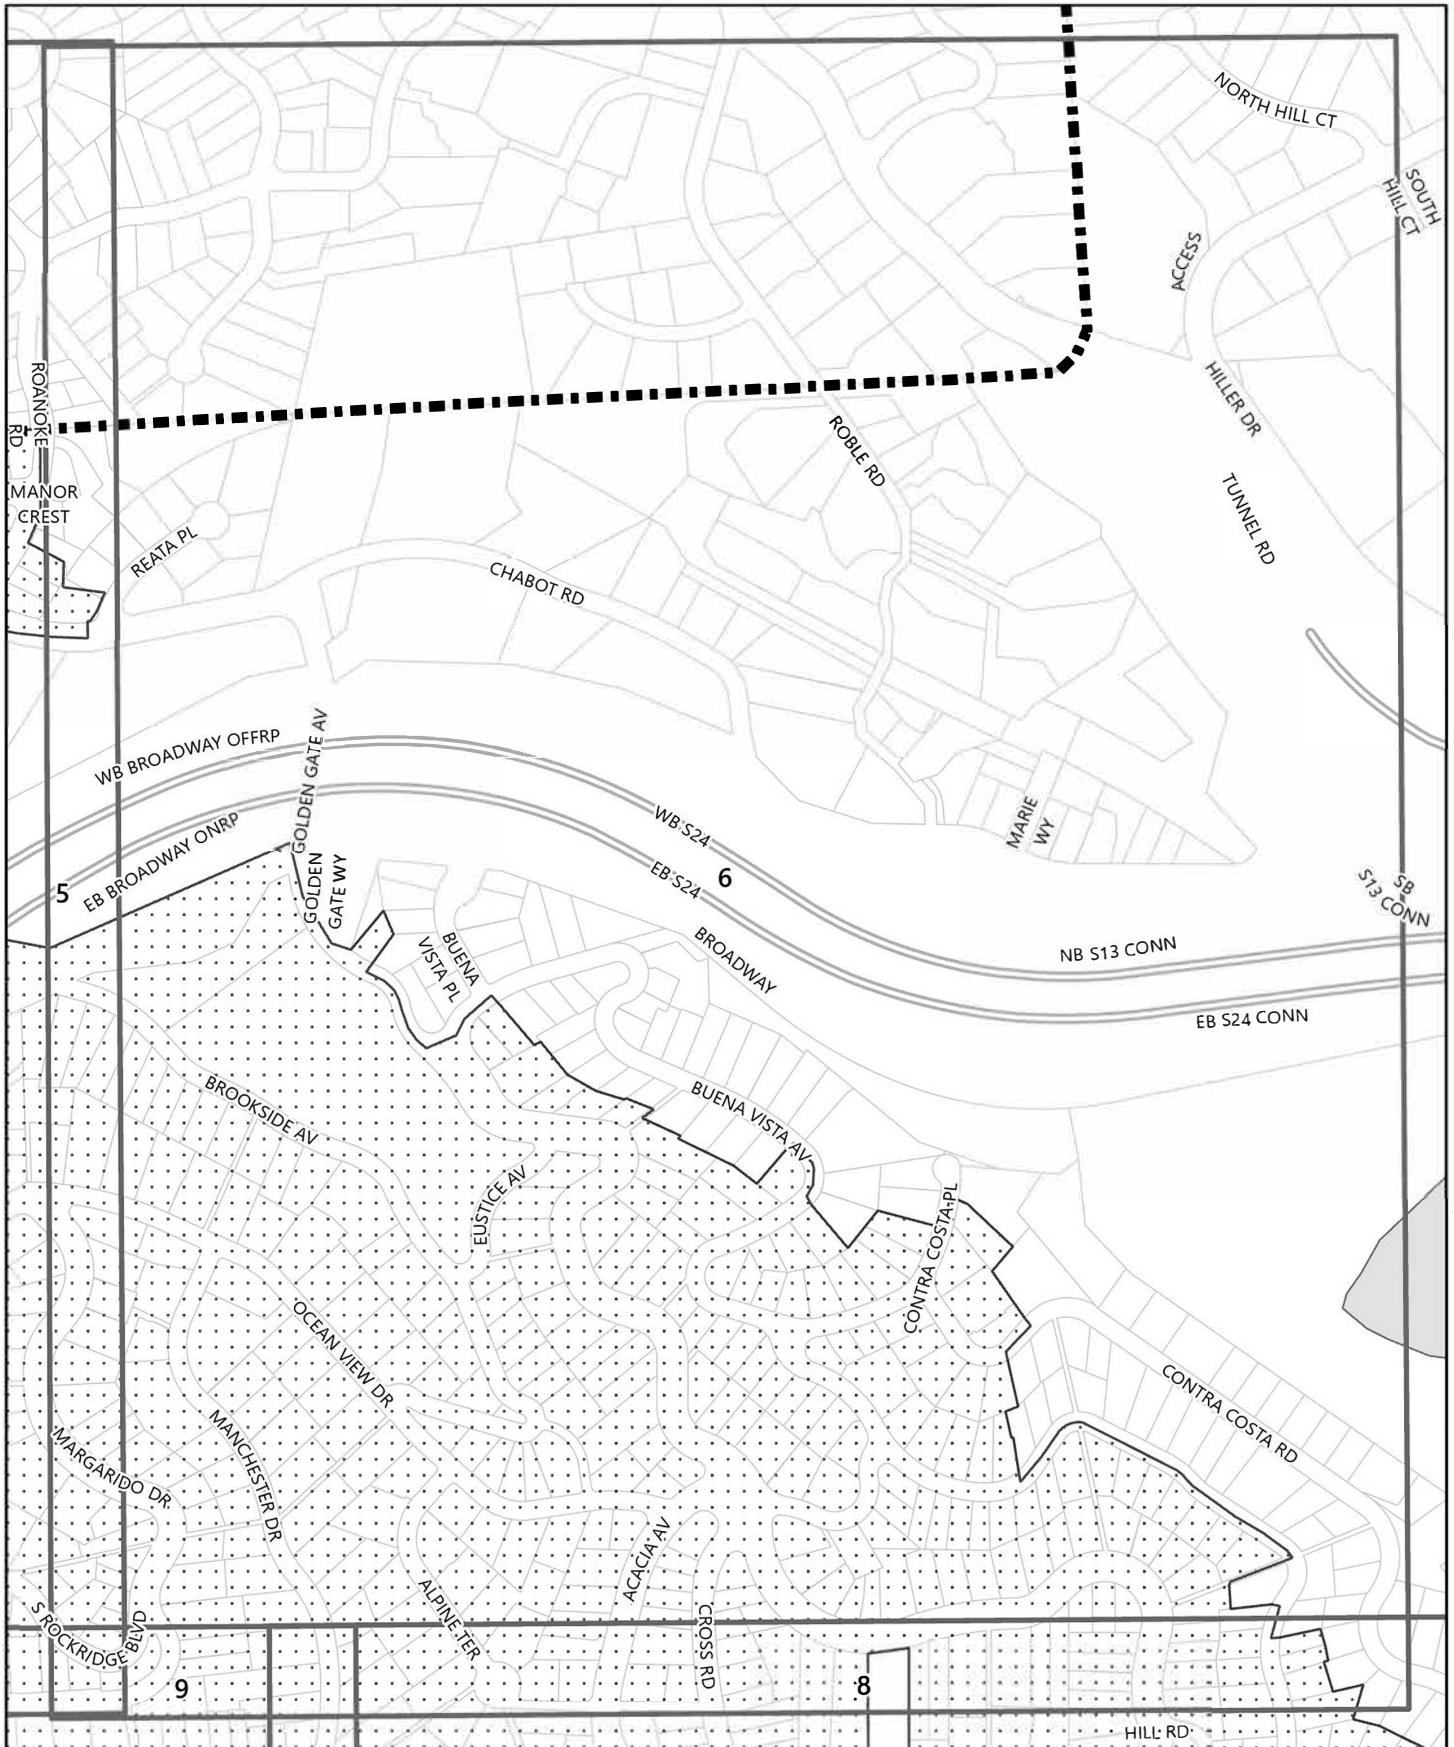 NORTH HILL CT
SOUTH
HILL CT
ACCESS
ROANOKE
RD
HILLER DR
ROBLE RD
TUNNEL RD
MANOR
CREST
REATA PL
CHABOT RD
WB BROADWAY OFFRP
GOLDEN GATE AV
EB BROADWAY ONRP
WB S24
EB S24
MARIE
WY
5
6
GOLDEN
GATE WY
SB
S13 CONN
BUENA
VISTA PL
BROADWAY
NB S13 CONN
EB S24 CONN
BROOKSIDE AV
BUENA VISTA AV
EUSTICE AV
CONTRA COSTA PL
OCEAN VIEW DR
CONTRA COSTA RD
MARGARIDO DR
MANCHESTER DR
ACACIA AV
ALPINE TER
CROSS RD
S ROCKRIDGE BLVD
9
8
HILL RD